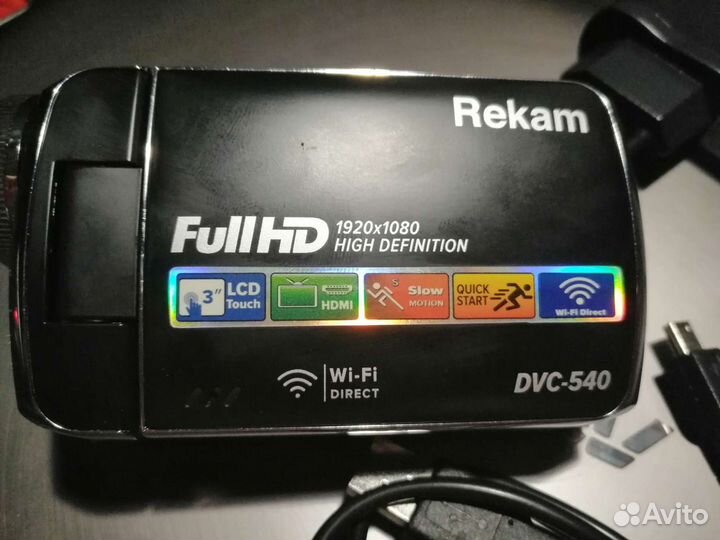 Rekam
FullHD
1920x1080
HIGH DEFINITION
3" LCD Touch
HDMI
S
Slow MOTION
QUICK START
Wi-Fi Direct
Wi-Fi
DIRECT
DVC-540
Avito